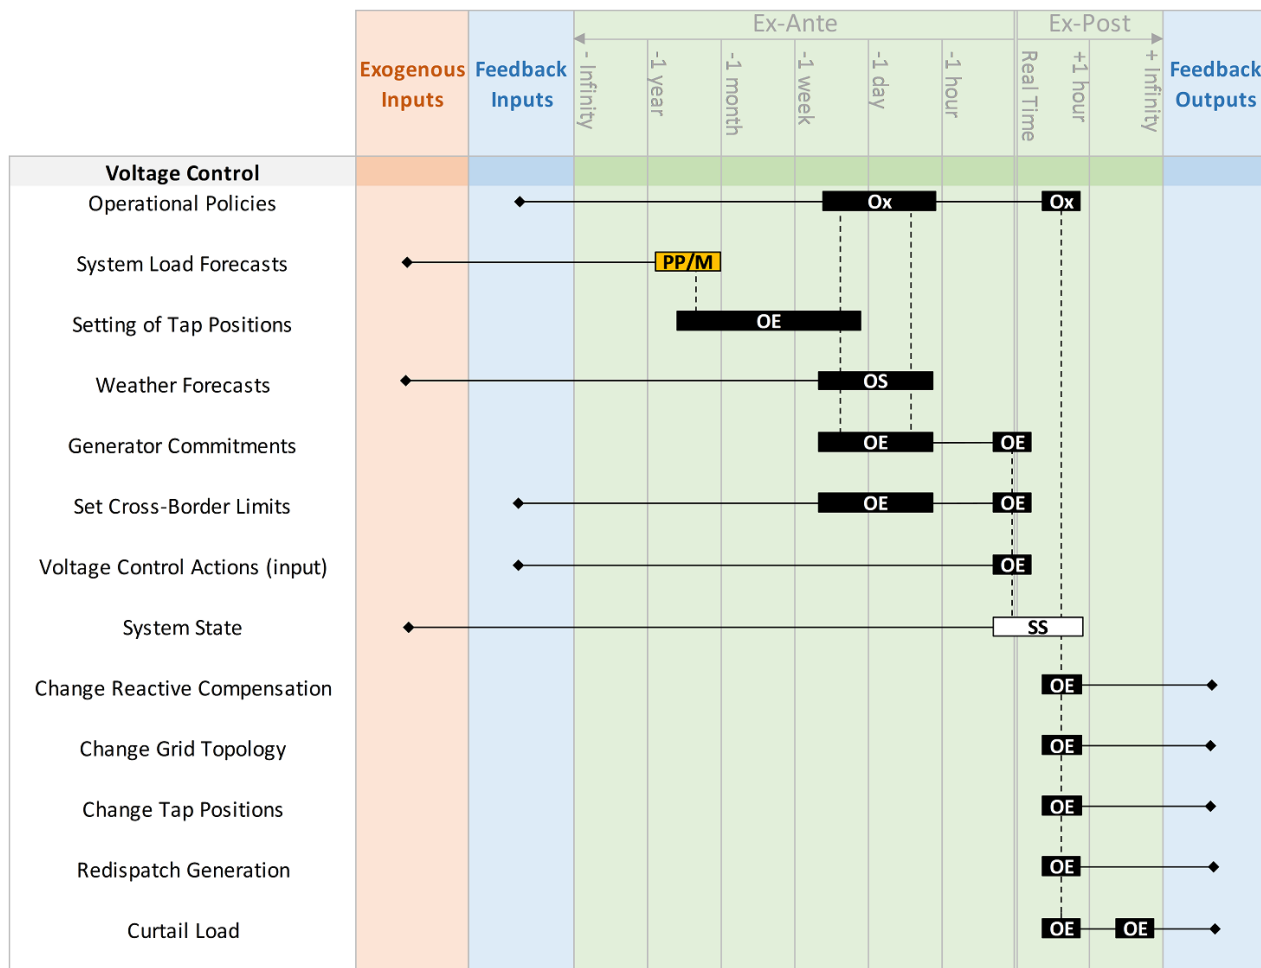 Ex-Ante
Ex-Post
Exogenous
Inputs
Feedback
Inputs
- Infinity
-1 year
-1 month
-1 week
-1 day
-1 hour
Real Time
+1 hour
+ Infinity
Feedback
Outputs
Voltage Control
Operational Policies
Ox
Ox
System Load Forecasts
PP/M
Setting of Tap Positions
OE
Weather Forecasts
OS
Generator Commitments
OE
OE
Set Cross-Border Limits
OE
OE
Voltage Control Actions (input)
OE
System State
SS
Change Reactive Compensation
OE
Change Grid Topology
OE
Change Tap Positions
OE
Redispatch Generation
OE
Curtail Load
OE
OE